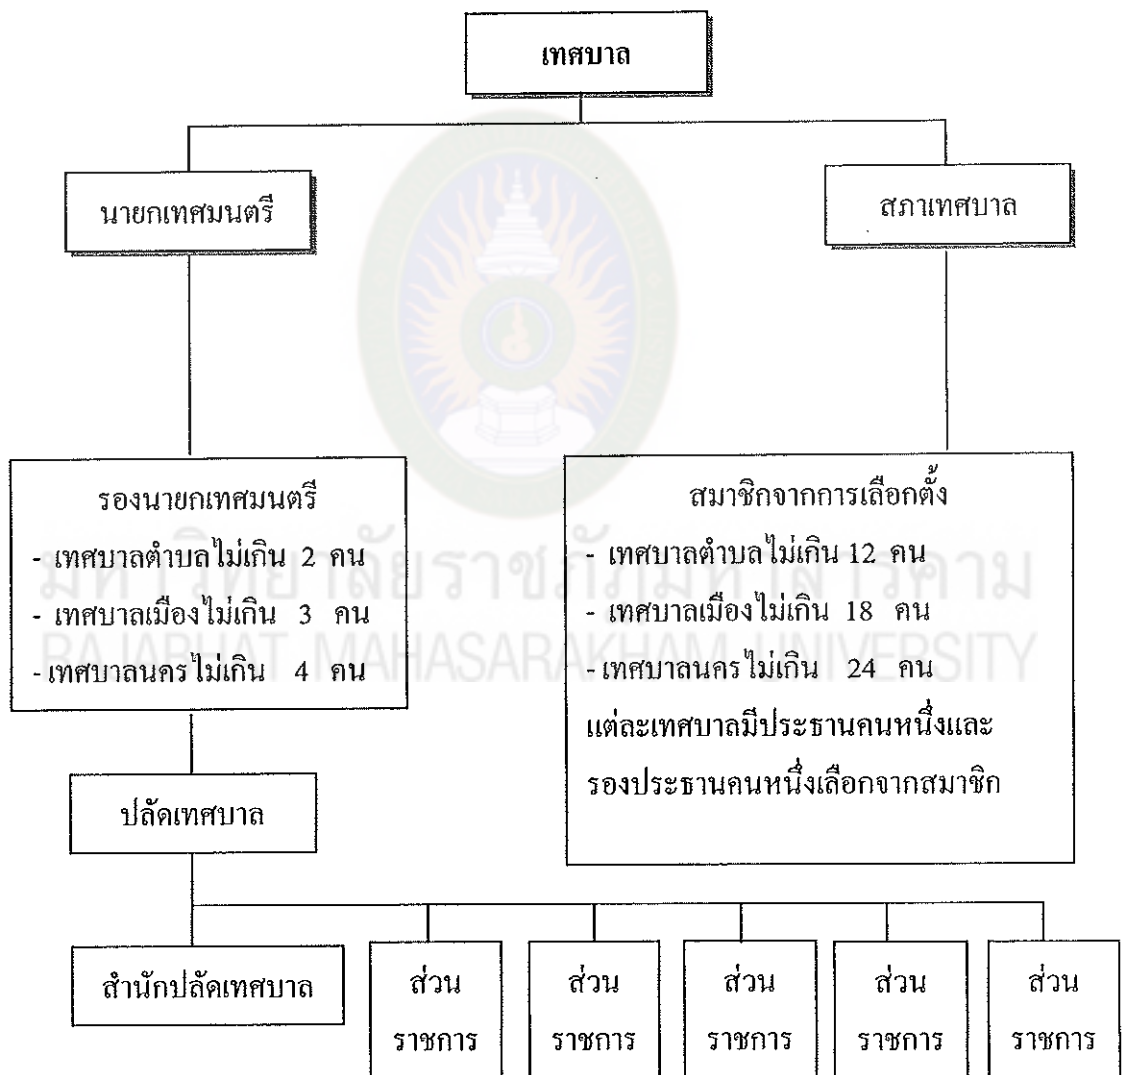 เทศบาล
นายกเทศมนตรี
สภาเทศบาล
รองนายกเทศมนตรี
- เทศบาลตำบลไม่เกิน 2 คน
- เทศบาลเมืองไม่เกิน 3 คน
- เทศบาลนครไม่เกิน 4 คน
สมาชิกจากการเลือกตั้ง
- เทศบาลตำบลไม่เกิน 12 คน
- เทศบาลเมืองไม่เกิน 18 คน
- เทศบาลนครไม่เกิน 24 คน
แต่ละเทศบาลมีประธานคนหนึ่งและ
รองประธานคนหนึ่งเลือกจากสมาชิก
มหาวิทยาลัยราชภัฏมหาสารคาม
RAJABHAT MAHASARAKHAM UNIVERSITY
ปลัดเทศบาล
สำนักปลัดเทศบาล
ส่วน
ราชการ
ส่วน
ราชการ
ส่วน
ราชการ
ส่วน
ราชการ
ส่วน
ราชการ